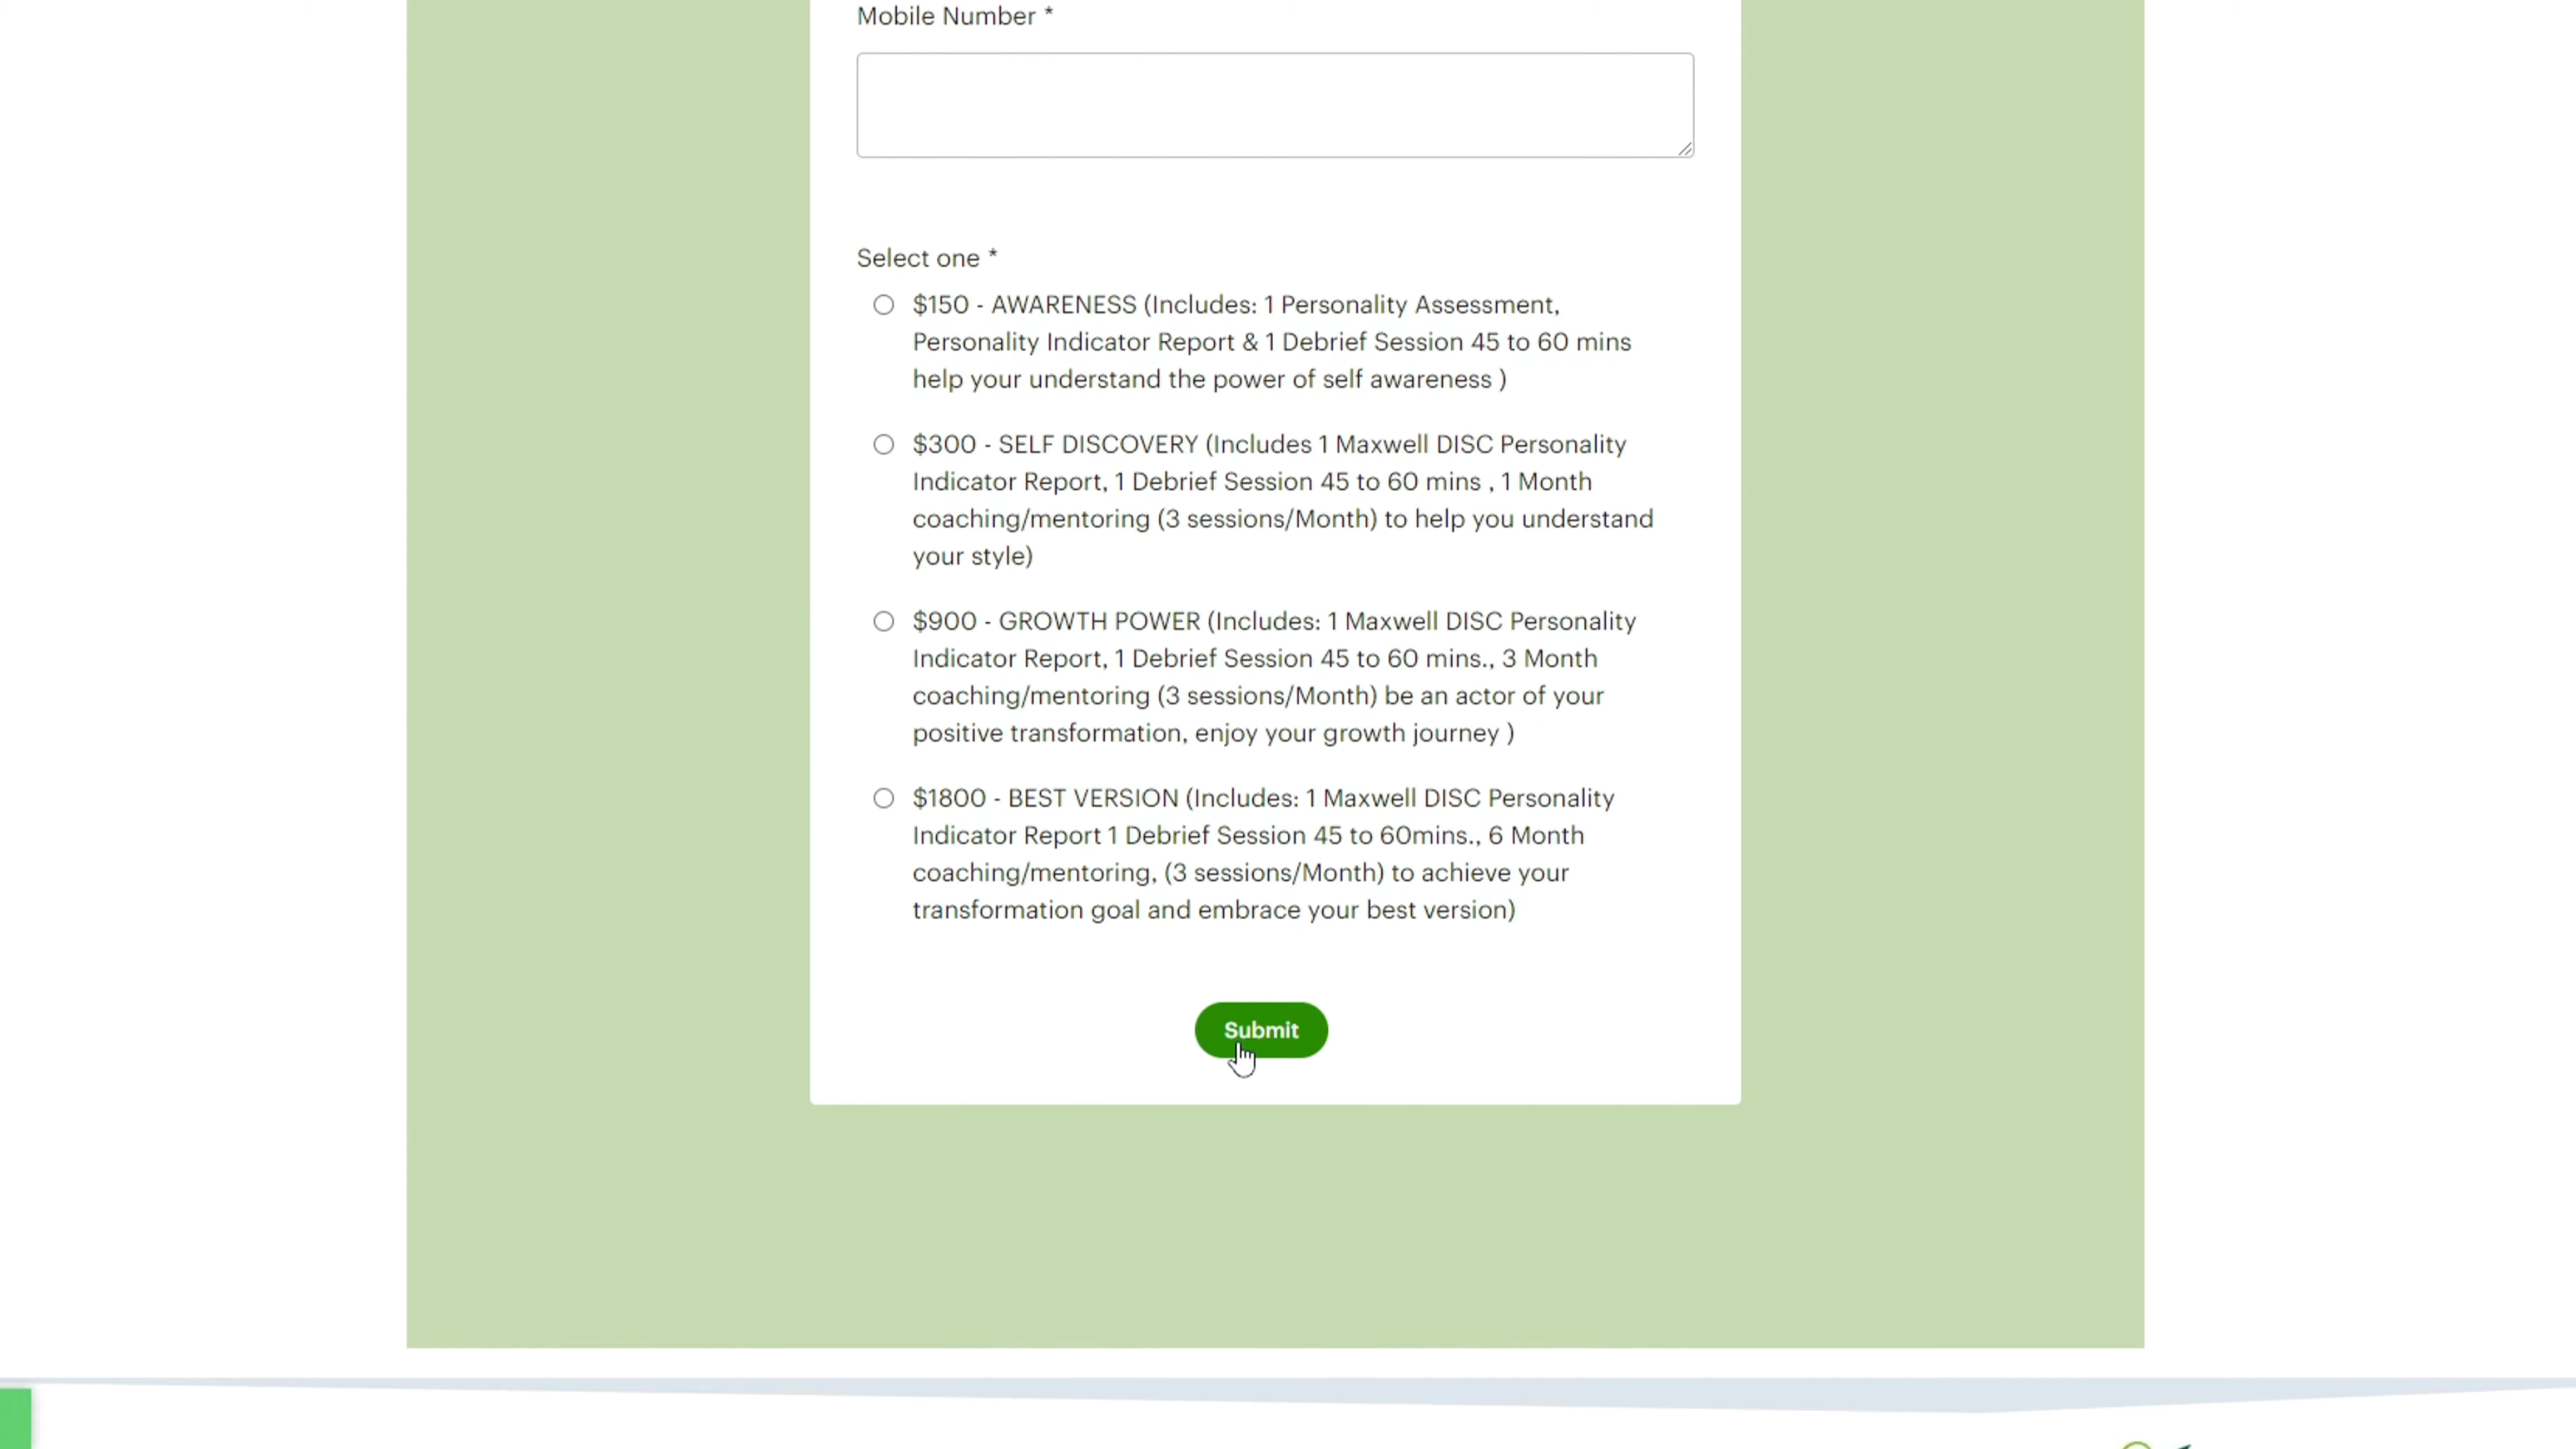 Mobile Number *
Select one *
$150 - AWARENESS (Includes: 1 Personality Assessment,
Personality Indicator Report & 1 Debrief Session 45 to 60 mins
help your understand the power of self awareness )
$300 - SELF DISCOVERY (Includes 1 Maxwell DISC Personality
Indicator Report, 1 Debrief Session 45 to 60 mins , 1 Month
coaching/mentoring (3 sessions/Month) to help you understand
your style)
$900 - GROWTH POWER (Includes: 1 Maxwell DISC Personality
Indicator Report, 1 Debrief Session 45 to 60 mins., 3 Month
coaching/mentoring (3 sessions/Month) be an actor of your
positive transformation, enjoy your growth journey )
$1800 - BEST VERSION (Includes: 1 Maxwell DISC Personality
Indicator Report 1 Debrief Session 45 to 60mins., 6 Month
coaching/mentoring, (3 sessions/Month) to achieve your
transformation goal and embrace your best version)
Submit